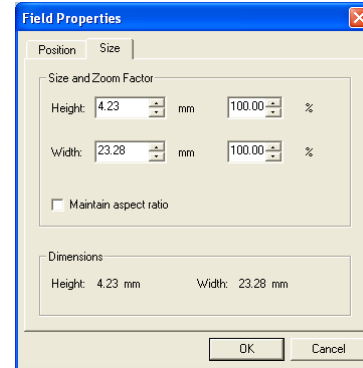 Field Properties
Position Size
Size and Zoom Factor
Height: 4.23 mm 100.00 %
Width: 23.28 mm 100.00 %
Maintain aspect ratio
Dimensions
Height: 4.23 mm Width: 23.28 mm
OK Cancel